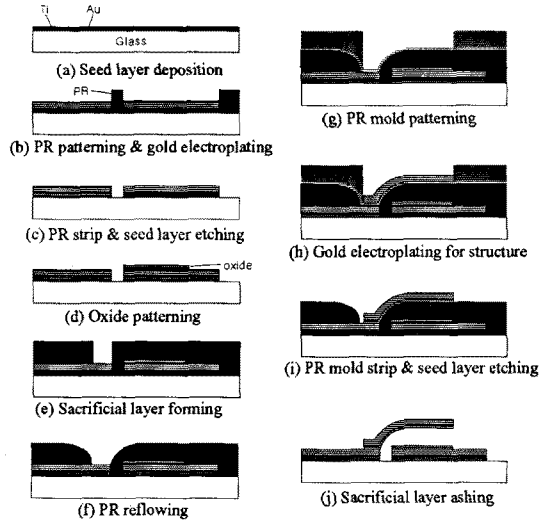 Ti Au
Glass
(a) Seed layer deposition
PR
(b) PR patterning & gold electroplating
(c) PR strip & seed layer etching
oxide
(d) Oxide patterning
(e) Sacrificial layer forming
(f) PR reflowing
(g) PR mold patterning
(h) Gold electroplating for structure
(i) PR mold strip & seed layer etching
(j) Sacrificial layer ashing